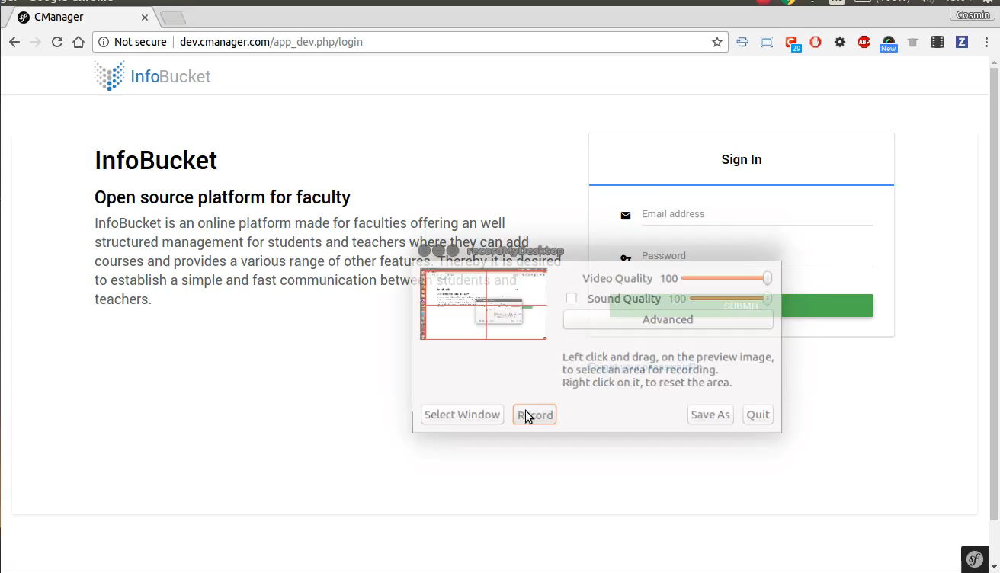 CManager
Cosmin
Not secure
dev.cmanager.com/app_dev.php/login
29
ABP
New
Z
InfoBucket
InfoBucket
Open source platform for faculty
InfoBucket is an online platform made for faculties offering an well
structured management for students and teachers where they can add
courses and provides a various range of other features. Thereby it is desired
to establish a simple and fast communication between students and
teachers.
Sign In
Email address
Password
SUBMIT
recordMyDesktop
Video Quality 100
Sound Quality 100
Advanced
Left click and drag, on the preview image,
to select an area for recording.
Right click on it, to reset the area.
Select Window
Record
Save As
Quit
sf